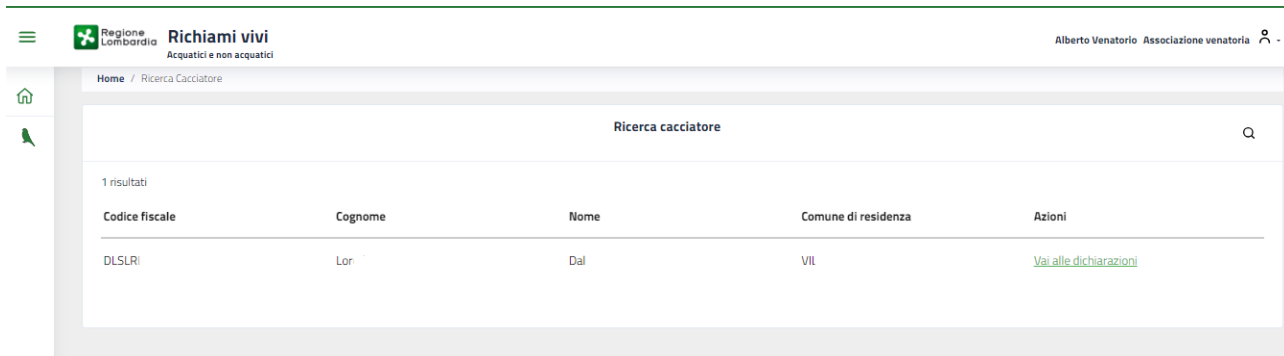 Regione
Lombardia
Richiami vivi
Acquatici e non acquatici
Alberto Venatorio Associazione venatoria
Home / Ricerca Cacciatore
Ricerca cacciatore
1 risultati
Codice fiscale Cognome Nome Comune di residenza Azioni
DLSLR Lor Dal VIL Vai alle dichiarazioni